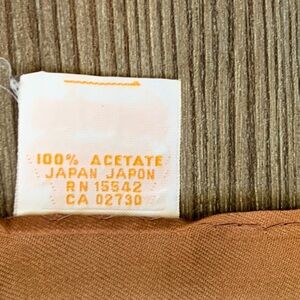 100% ACETATE
JAPAN JAPON
RN 15542
CA 02730